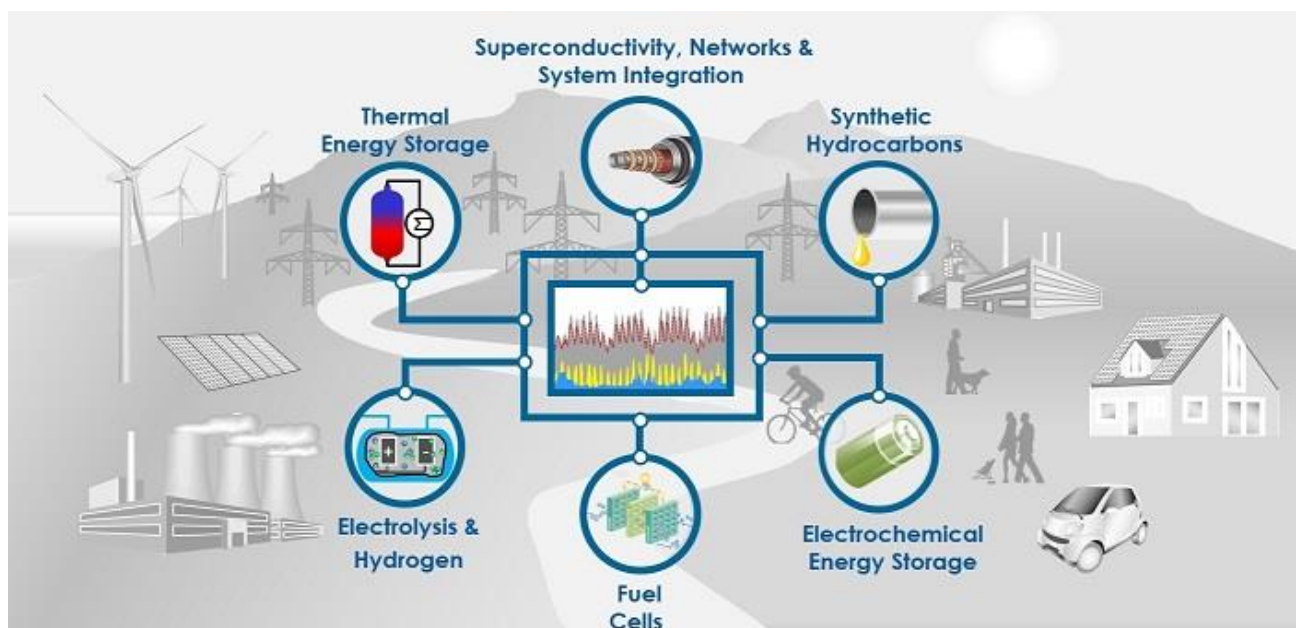 Superconductivity, Networks &
System Integration
Thermal
Energy Storage
Synthetic
Hydrocarbons
Electrolysis &
Hydrogen
Fuel
Cells
Electrochemical
Energy Storage